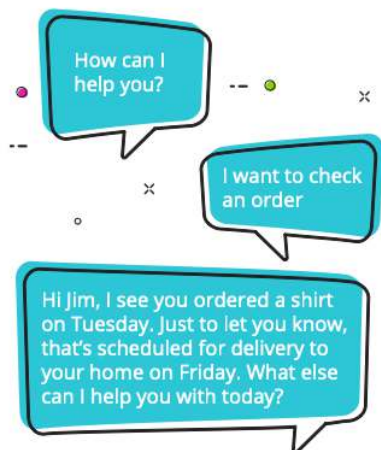 How can I
help you?
I want to check
an order
Hi Jim, I see you ordered a shirt
on Tuesday. Just to let you know,
that's scheduled for delivery to
your home on Friday. What else
can I help you with today?